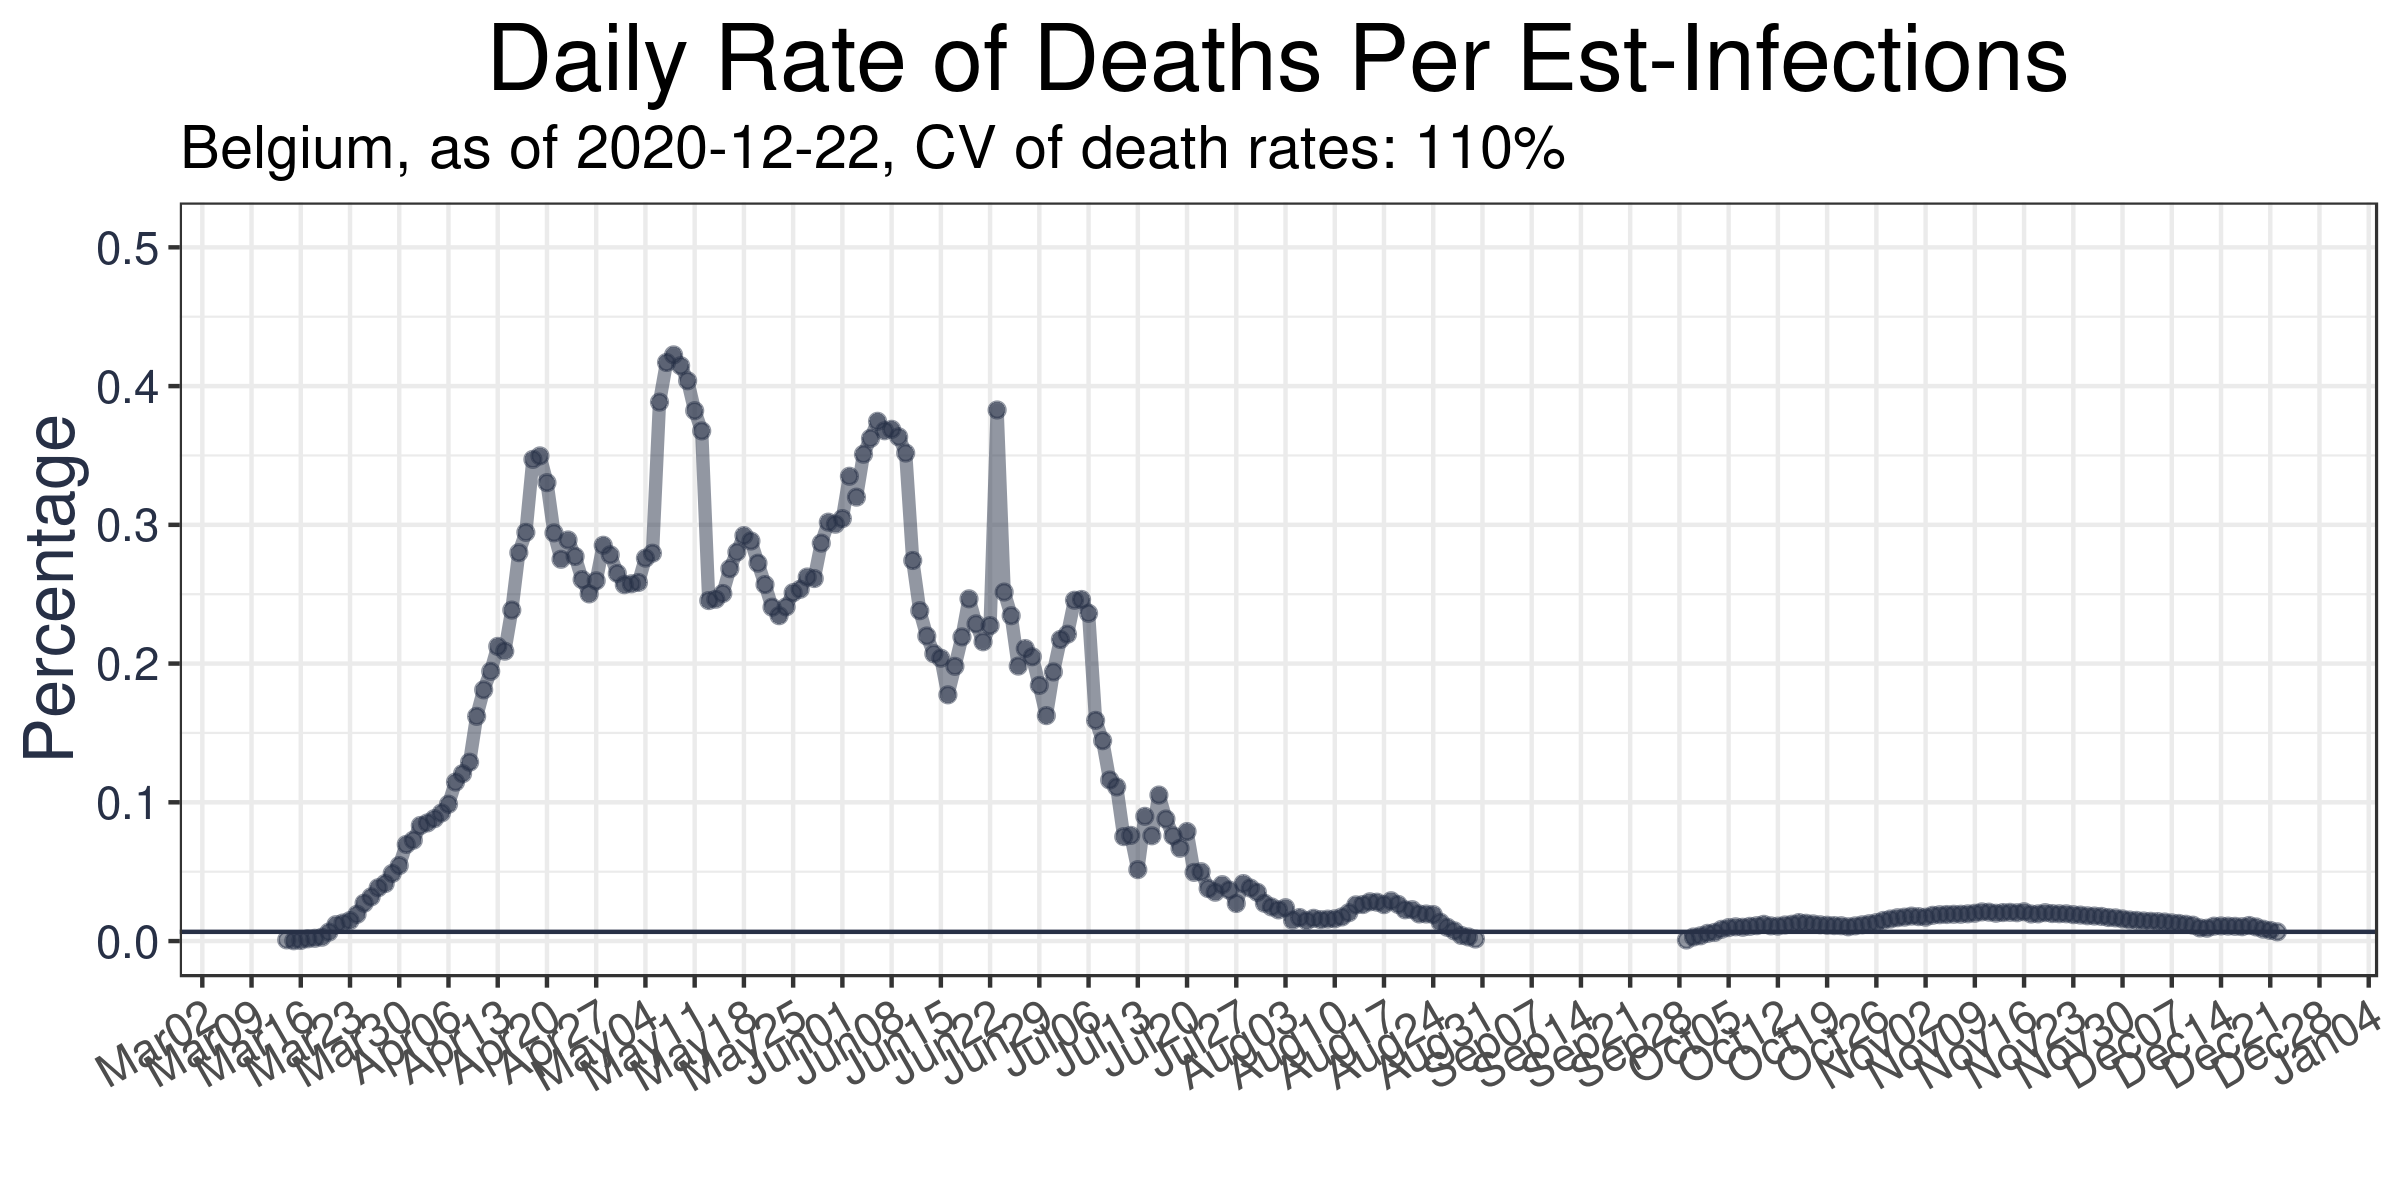 Daily Rate of Deaths Per Est-Infections
Belgium, as of 2020-12-22, CV of death rates: 110%
Percentage
0.5
0.4
0.3
0.2
0.1
0.0
Mar02
Mar09
Mar16
Mar23
Mar30
Apr06
Apr13
Apr20
Apr27
May04
May11
May18
May25
Jun01
Jun08
Jun15
Jun22
Jun29
Jul06
Jul13
Jul20
Jul27
Aug03
Aug10
Aug17
Aug24
Aug31
Sep07
Sep14
Sep21
Sep28
Oct05
Oct12
Oct19
Oct26
Nov02
Nov09
Nov16
Nov23
Nov30
Dec07
Dec14
Dec21
Dec28
Jan04